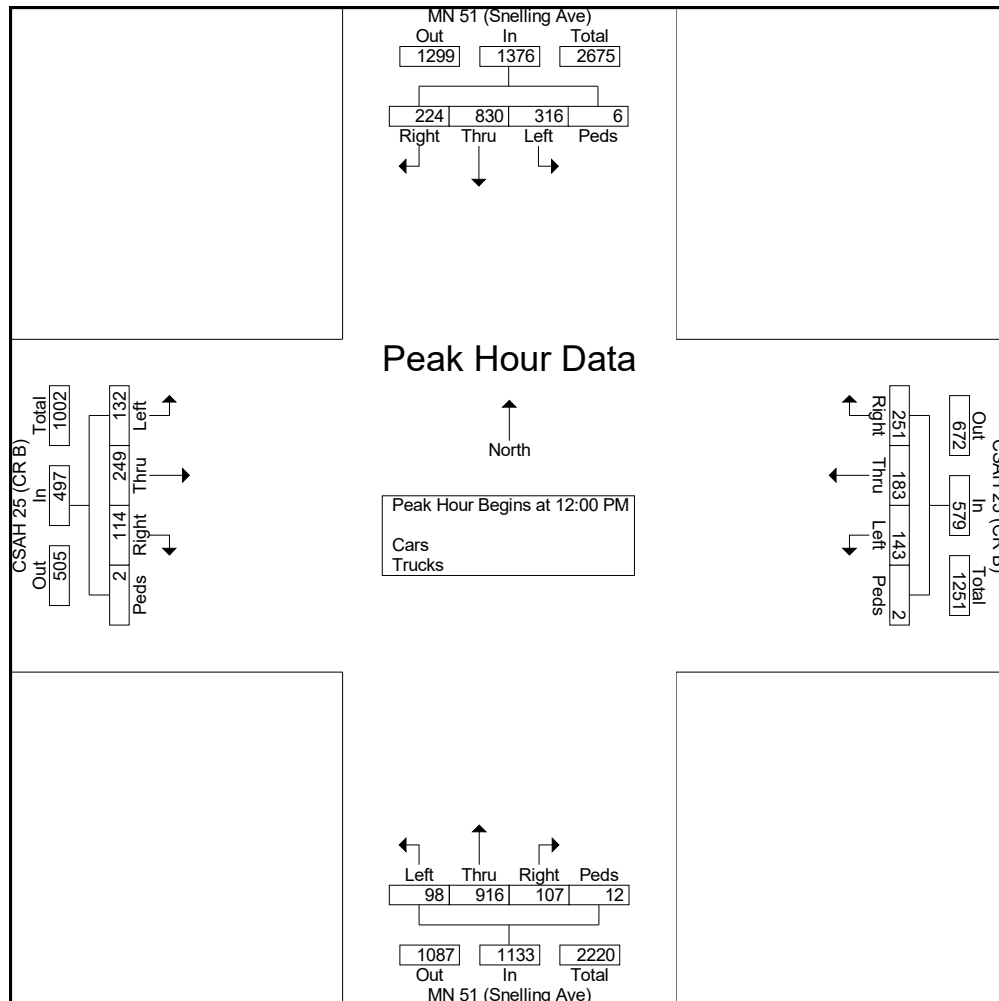 MN 51 (Snelling Ave)
Out In Total
1299 1376 2675
224 830 316 6
Right Thru Left Peds
Peak Hour Data
North
Peak Hour Begins at 12:00 PM
Cars
Trucks
CSAH 25 (CR B)
Total In Out
1002 497 505
132 249 114 2
Left Thru Right Peds
Right Thru Left Peds
251 183 143 2
672 579 1251
Out In Total
CSAH 25 (CR B)
Left Thru Right Peds
98 916 107 12
1087 1133 2220
Out In Total
MN 51 (Snelling Ave)